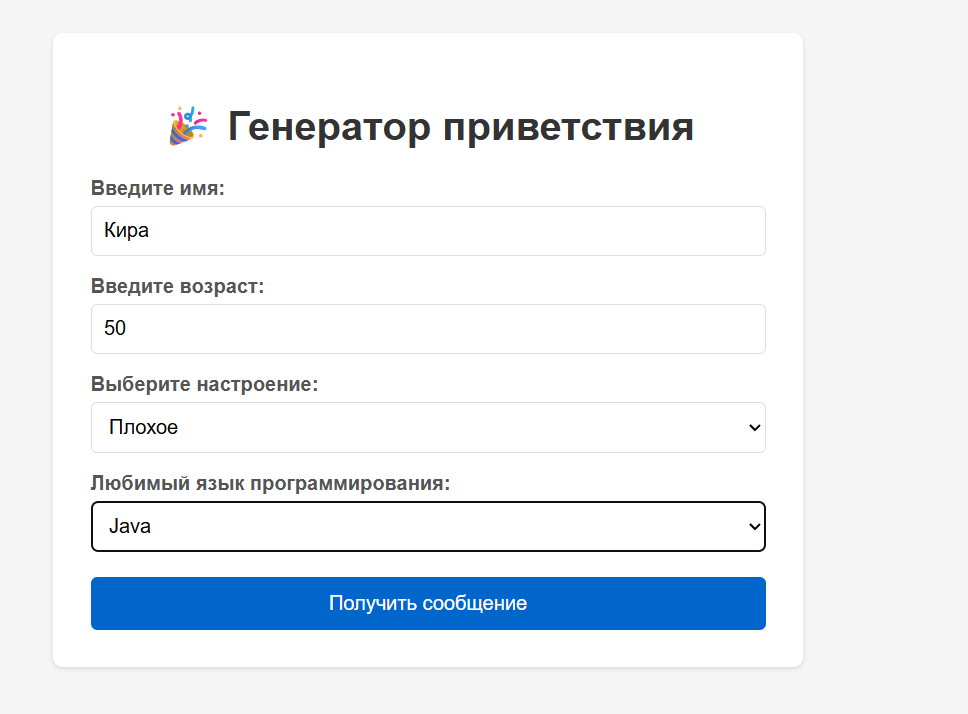 🎉 Генератор приветствия
Введите имя:
Кира
Введите возраст:
50
Выберите настроение:
Плохое
Любимый язык программирования:
Java
Получить сообщение